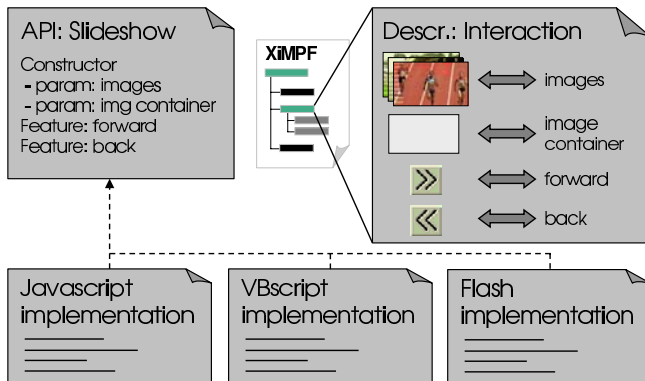 API: Slideshow
Constructor
- param: images
- param: img container
Feature: forward
Feature: back
XiMPF
Descr.: Interaction
images
image
container
forward
back
Javascript
implementation
VBscript
implementation
Flash
implementation